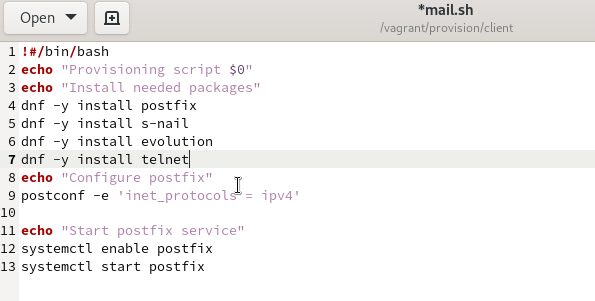 Open
*mail.sh
/vagrant/provision/client
1 !#/bin/bash
2 echo "Provisioning script $0"
3 echo "Install needed packages"
4 dnf -y install postfix
5 dnf -y install s-nail
6 dnf -y install evolution
7 dnf -y install telnet
8 echo "Configure postfix"
9 postconf -e 'inet_protocols = ipv4'
10
11 echo "Start postfix service"
12 systemctl enable postfix
13 systemctl start postfix